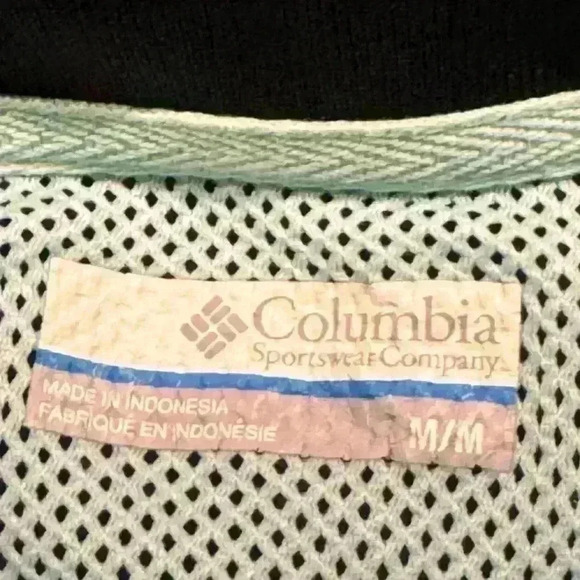 Columbia
Sportswear Company
MADE IN INDONESIA
FABRIQUÉ EN INDONÉSIE
M/M